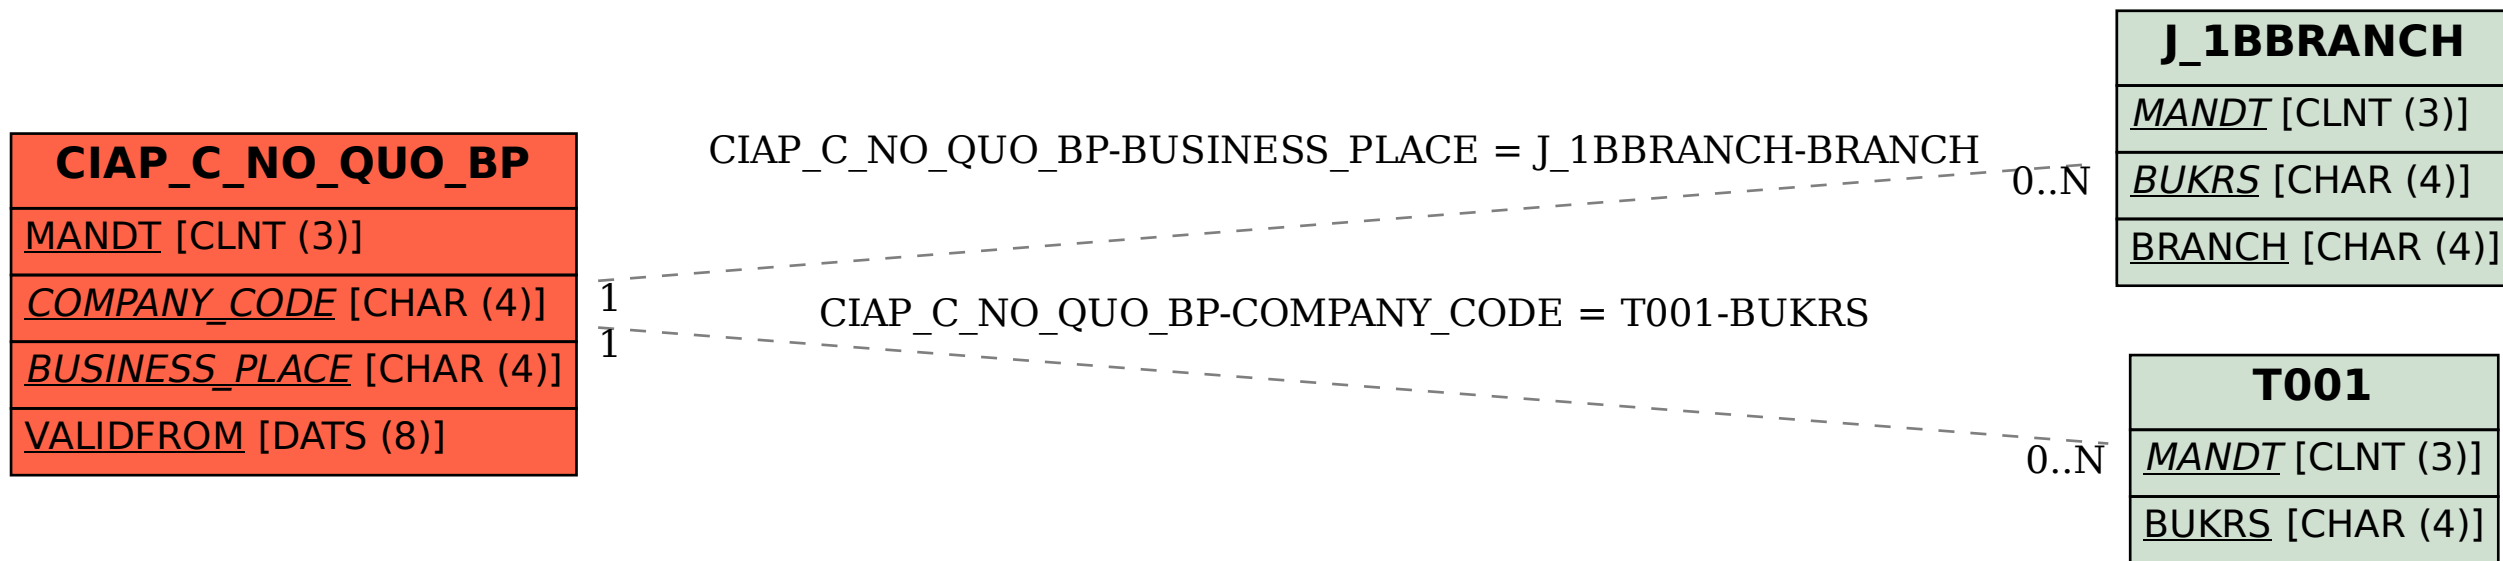 CIAP_C_NO_QUO_BP
MANDT [CLNT (3)]
COMPANY_CODE [CHAR (4)]
BUSINESS_PLACE [CHAR (4)]
VALIDFROM [DATS (8)]
CIAP_C_NO_QUO_BP-BUSINESS_PLACE = J_1BBRANCH-BRANCH
0..N
1
CIAP_C_NO_QUO_BP-COMPANY_CODE = T001-BUKRS
1
0..N
J_1BBRANCH
MANDT [CLNT (3)]
BUKRS [CHAR (4)]
BRANCH [CHAR (4)]
T001
MANDT [CLNT (3)]
BUKRS [CHAR (4)]